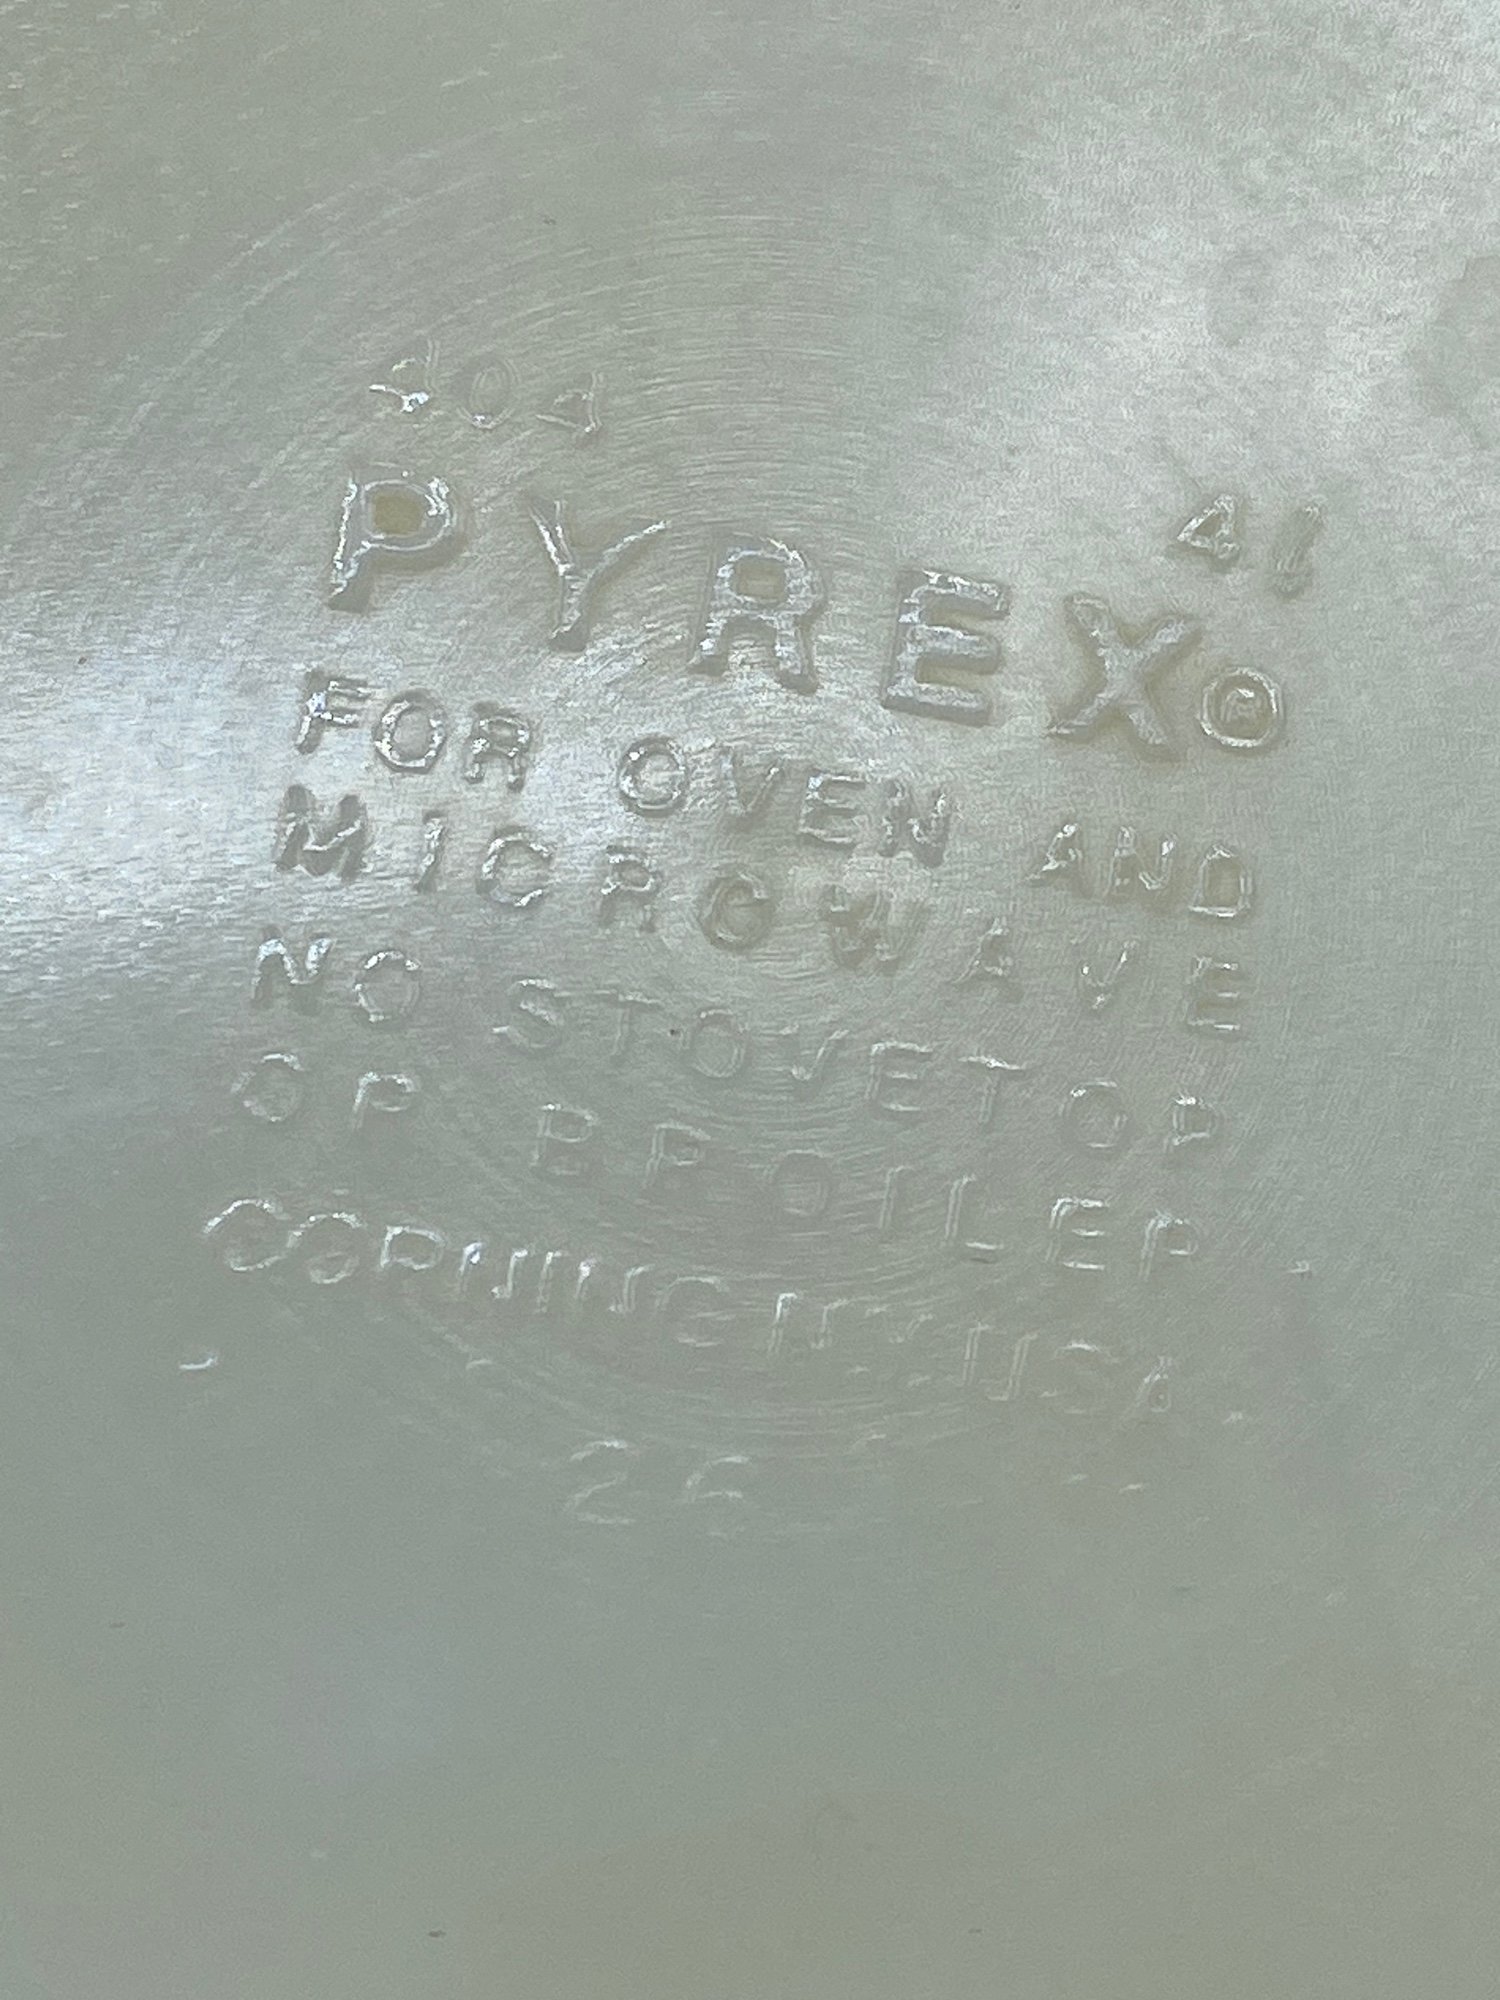 404
41
PYREX®
FOR OVEN AND
MICROWAVE
NO STOVETOP
OR BROILER
CORNING NY USA
26